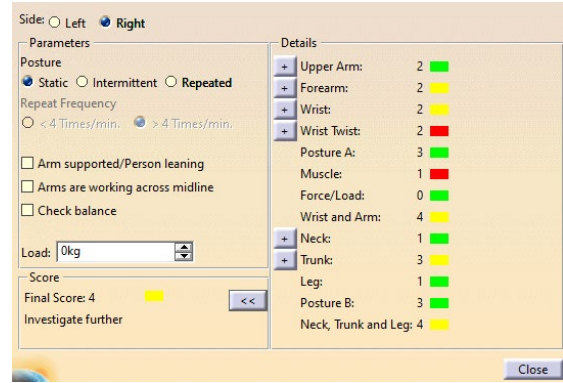 Side: Left Right
Parameters
Posture
Static Intermittent Repeated
Repeat Frequency
< 4 Times/min. > 4 Times/min.
Arm supported/Person leaning
Arms are working across midline
Check balance
Load: 0kg
Score
Final Score: 4
<<
Investigate further
Details
+ Upper Arm: 2
+ Forearm: 2
+ Wrist: 2
+ Wrist Twist: 2
Posture A: 3
Muscle: 1
Force/Load: 0
Wrist and Arm: 4
+ Neck: 1
+ Trunk: 3
Leg: 1
Posture B: 3
Neck, Trunk and Leg: 4
Close